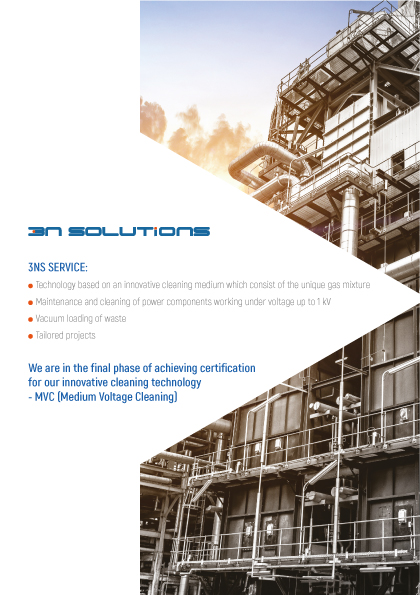 3n SOLUTiONS
3NS SERVICE:
Technology based on an innovative cleaning medium which consist of the unique gas mixture
Maintenance and cleaning of power components working under voltage up to 1 kV
Vacuum loading of waste
Tailored projects
We are in the final phase of achieving certification
for our innovative cleaning technology
- MVC (Medium Voltage Cleaning)